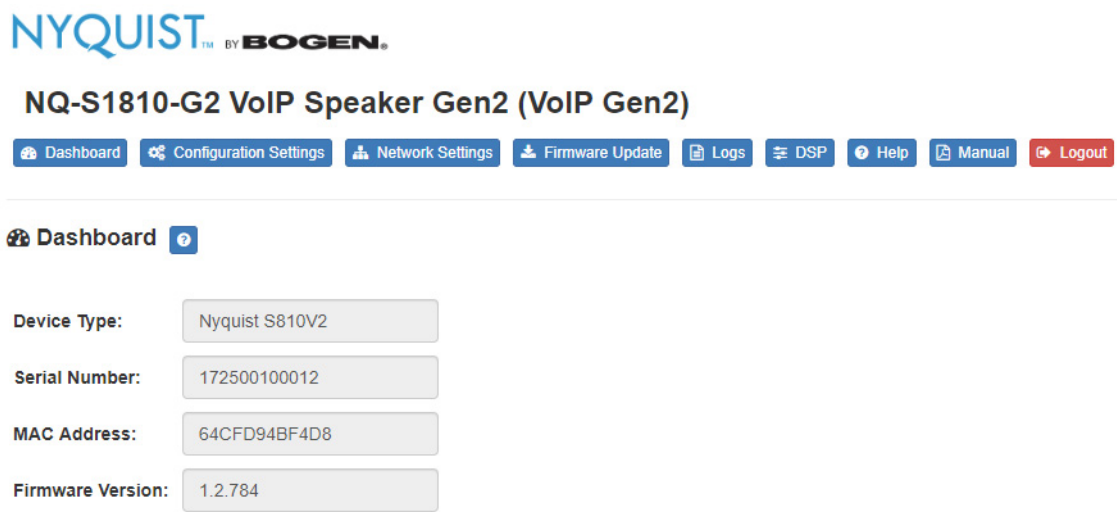 NYQUIST™ BY BOGEN®
NQ-S1810-G2 VoIP Speaker Gen2 (VoIP Gen2)
Dashboard Configuration Settings Network Settings Firmware Update Logs DSP Help Manual Logout
Dashboard
Device Type: Nyquist S810V2
Serial Number: 172500100012
MAC Address: 64CFD94BF4D8
Firmware Version: 1.2.784